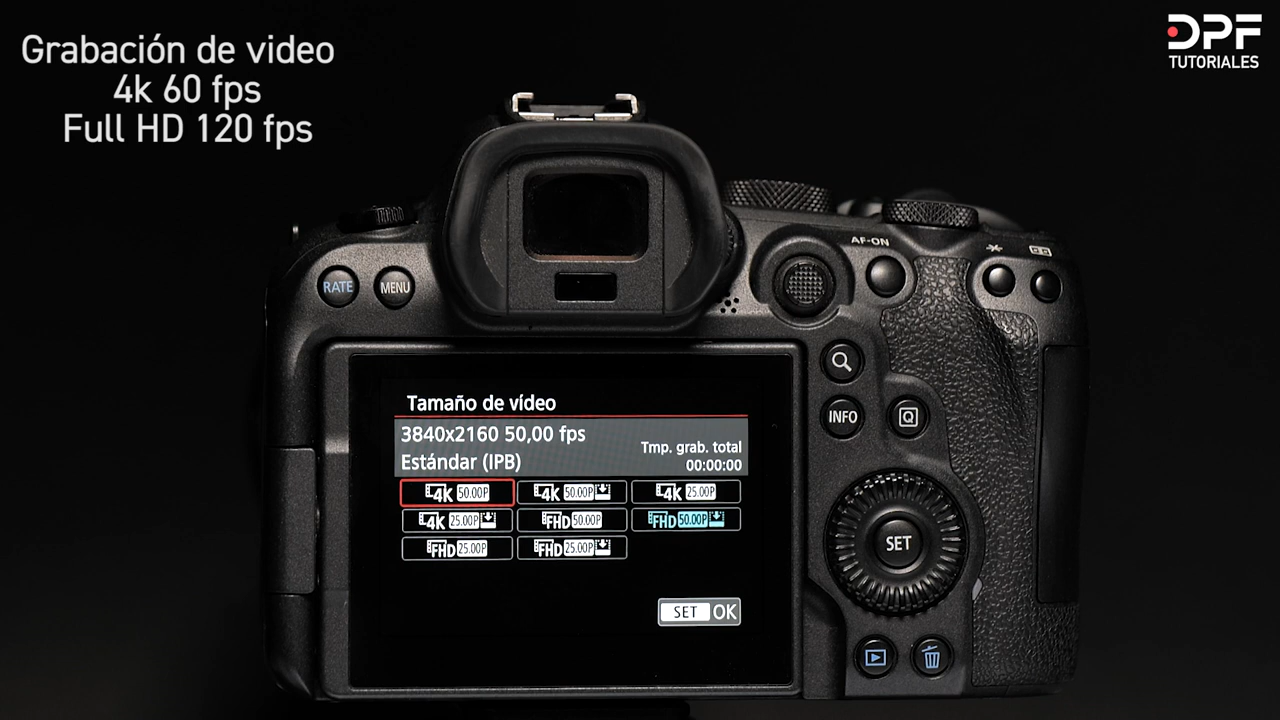 Grabación de video
4k 60 fps
Full HD 120 fps
DPF
TUTORIALES
AF-ON
RATE
MENU
INFO
Q
SET
Tamaño de vídeo
3840x2160 50,00 fps
Estándar (IPB)
Tmp. grab. total
00:00:00
4K 50.00P
4K 50.00P
4K 25.00P
4K 25.00P
FHD 50.00P
FHD 50.00P
FHD 25.00P
FHD 25.00P
SET OK